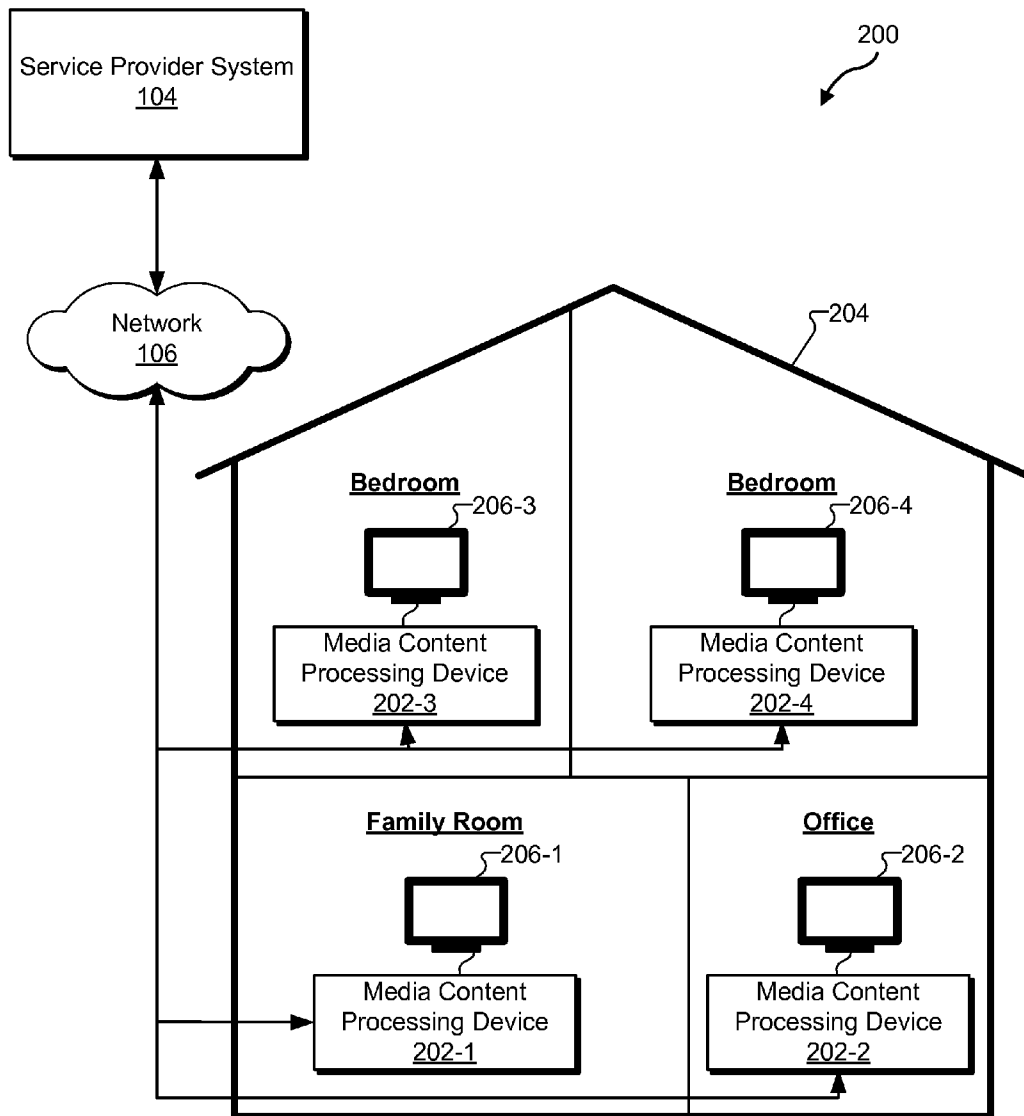 Service Provider System
104
200
Network
106
204
Bedroom
206-3
Media Content
Processing Device
202-3
Bedroom
206-4
Media Content
Processing Device
202-4
Family Room
206-1
Media Content
Processing Device
202-1
Office
206-2
Media Content
Processing Device
202-2